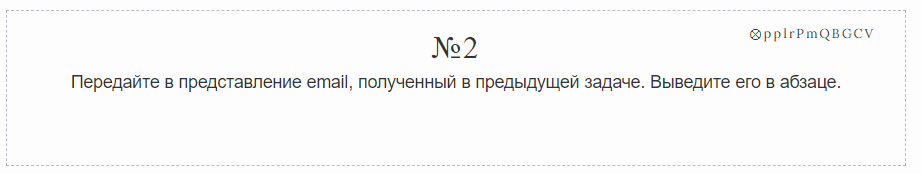 ⊗pplrPmQBGCV
№2
Передайте в представление email, полученный в предыдущей задаче. Выведите его в абзаце.